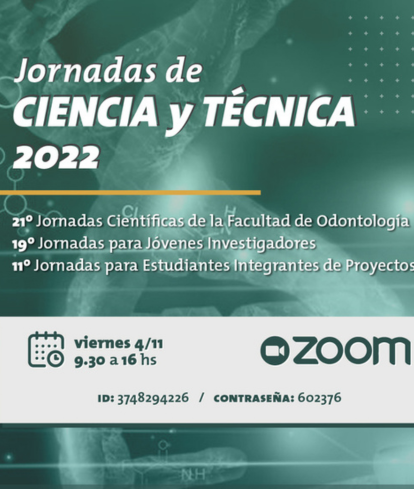 Jornadas de
CIENCIA y TÉCNICA
2022
21º Jornadas Científicas de la Facultad de Odontología
19º Jornadas para Jóvenes Investigadores
11º Jornadas para Estudiantes Integrantes de Proyectos
viernes 4/11
9.30 a 16 hs
zoom
ID: 3748294226 / CONTRASEÑA: 602376
N-H